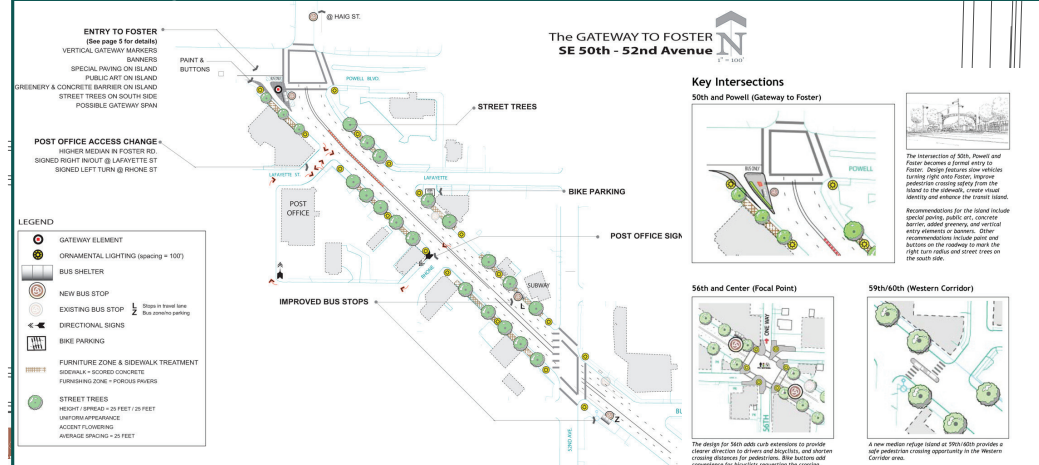 @ HAIG ST.
The GATEWAY TO FOSTER
SE 50th - 52nd Avenue
N
1" = 100'
ENTRY TO FOSTER
(See page 5 for details)
VERTICAL GATEWAY MARKERS
BANNERS
SPECIAL PAVING ON ISLAND
PUBLIC ART ON ISLAND
GREENERY & CONCRETE BARRIER ON ISLAND
STREET TREES ON SOUTH SIDE
POSSIBLE GATEWAY SPAN
PAINT &
BUTTONS
POWELL BLVD.
STREET TREES
POST OFFICE ACCESS CHANGE
HIGHER MEDIAN IN FOSTER RD.
SIGNED RIGHT IN/OUT @ LAFAYETTE ST
SIGNED LEFT TURN @ RHONE ST
LAFAYETTE ST.
LAFAYETTE
BIKE PARKING
POST
OFFICE
POST OFFICE SIGN
RHONE
SUBWAY
L
IMPROVED BUS STOPS
Z
52ND AVE.
BL
LEGEND
GATEWAY ELEMENT
ORNAMENTAL LIGHTING (spacing = 100')
BUS SHELTER
NEW BUS STOP
EXISTING BUS STOP
L Stops in travel lane
Z Bus zone/no parking
DIRECTIONAL SIGNS
BIKE PARKING
FURNITURE ZONE & SIDEWALK TREATMENT
SIDEWALK = SCORED CONCRETE
FURNISHING ZONE = POROUS PAVERS
STREET TREES
HEIGHT / SPREAD = 25 FEET / 25 FEET
UNIFORM APPEARANCE
ACCENT FLOWERING
AVERAGE SPACING = 25 FEET
Key Intersections
50th and Powell (Gateway to Foster)
BUS ONLY
POWELL
The intersection of 50th, Powell and
Foster becomes a formal entry to
Foster. Design features slow vehicles
turning right onto Foster, improve
pedestrian crossing safety from the
island to the sidewalk, create visual
identity and enhance the transit island.
Recommendations for the island include
special paving, public art, concrete
barrier, added greenery, and vertical
entry elements or banners. Other
recommendations include paint and
buttons on the roadway to mark the
right turn radius and street trees on
the south side.
56th and Center (Focal Point)
ONE WAY
56TH
The design for 56th adds curb extensions to provide
clearer direction to drivers and bicyclists, and shorten
crossing distances for pedestrians. Bike buttons add
convenience for bicyclists requesting the crossing
59th/60th (Western Corridor)
A new median refuge island at 59th/60th provides a
safe pedestrian crossing opportunity in the Western
Corridor area.